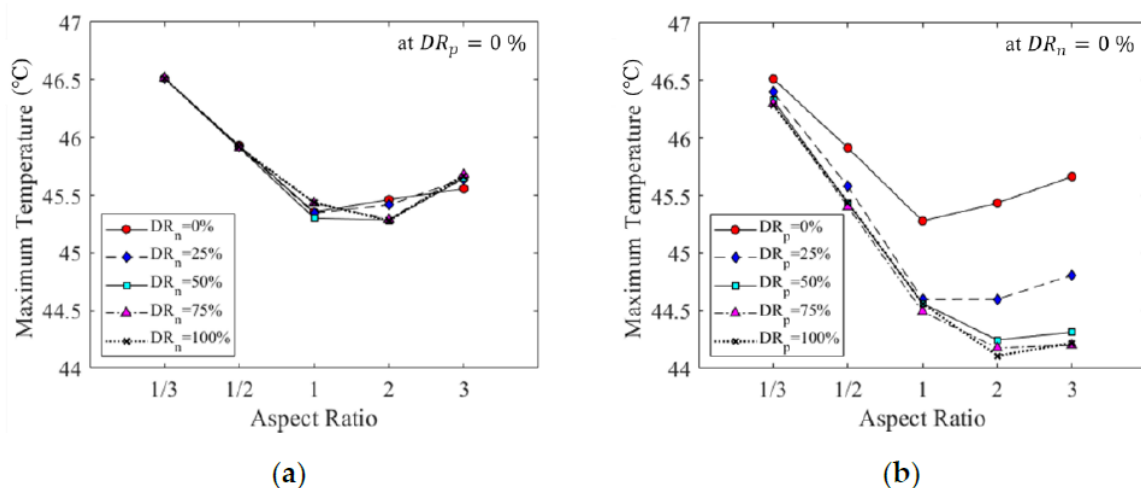 47
46.5
46
45.5
45
44.5
44
Maximum Temperature (°C)
at DRp = 0 %
DRn=0%
DRn=25%
DRn=50%
DRn=75%
DRn=100%
1/3 1/2 1 2 3
Aspect Ratio
(a)
47
46.5
46
45.5
45
44.5
44
Maximum Temperature (°C)
at DRn = 0 %
DRp=0%
DRp=25%
DRp=50%
DRp=75%
DRp=100%
1/3 1/2 1 2 3
Aspect Ratio
(b)